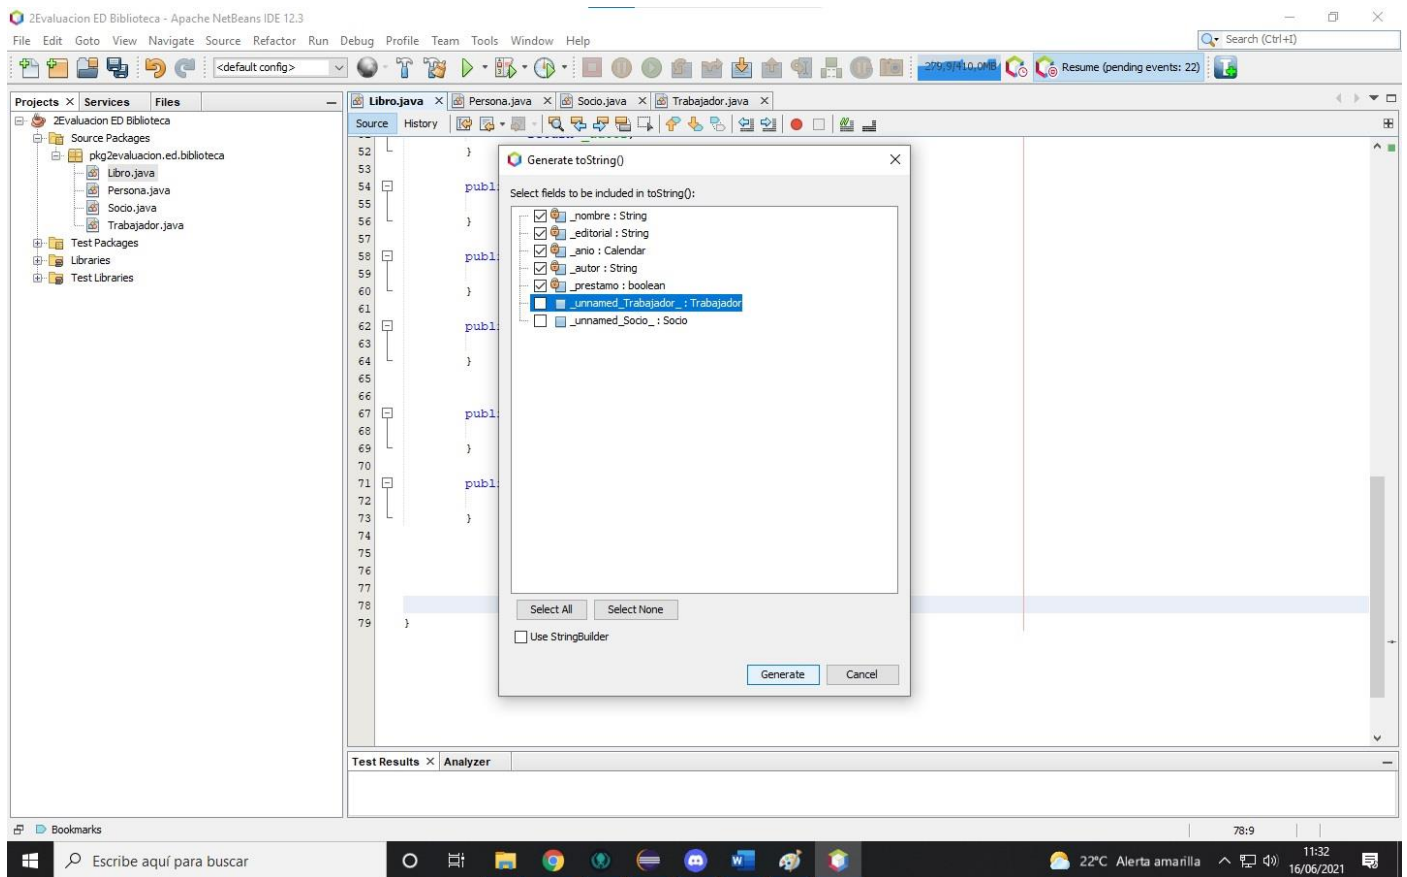 2Evaluacion ED Biblioteca - Apache NetBeans IDE 12.3
File Edit Goto View Navigate Source Refactor Run Debug Profile Team Tools Window Help
Search (Ctrl+I)
<default config>
Resume (pending events: 22)
Projects Services Files
Libro.java Persona.java Socio.java Trabajador.java
Source History
2Evaluacion ED Biblioteca
Source Packages
pkg2evaluacion.ed.biblioteca
Libro.java
Persona.java
Socio.java
Trabajador.java
Test Packages
Libraries
Test Libraries
52 }
53
54 publ
55
56 }
57
58 publ
59
60 }
61
62 publ
63
64 }
65
66
67 publ
68
69 }
70
71 publ
72
73 }
74
75
76
77
78
79 }
Generate toString()
Select fields to be included in toString():
_nombre : String
_editorial : String
_anio : Calendar
_autor : String
_prestamo : boolean
_unnamed_Trabajador_ : Trabajador
_unnamed_Socio_ : Socio
Select All Select None
Use StringBuilder
Generate Cancel
Test Results Analyzer
Bookmarks
78:9
Escribe aquí para buscar
22°C Alerta amarilla
11:32
16/06/2021